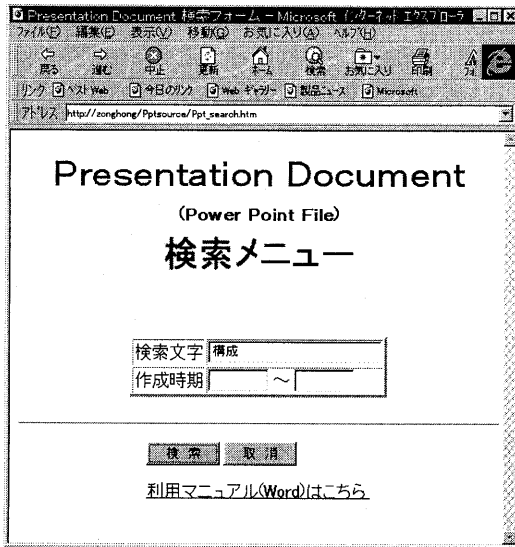 Presentation Document 検索フォーム - Microsoft インターネット エクスプローラ
ファイル(F) 編集(E) 表示(V) 移動(G) お気に入り(A) ヘルプ(H)
戻る 進む 中止 更新 ホーム 検索 お気に入り 印刷
リンク ベスト Web 今日のリンク Web ギャラリー 製品ニュース Microsoft
アドレス http://zonghong/Pptsource/Ppt_search.htm
Presentation Document
(Power Point File)
検索メニュー
検索文字 構成
作成時期 ~
検索 取消
利用マニュアル(Word)はこちら